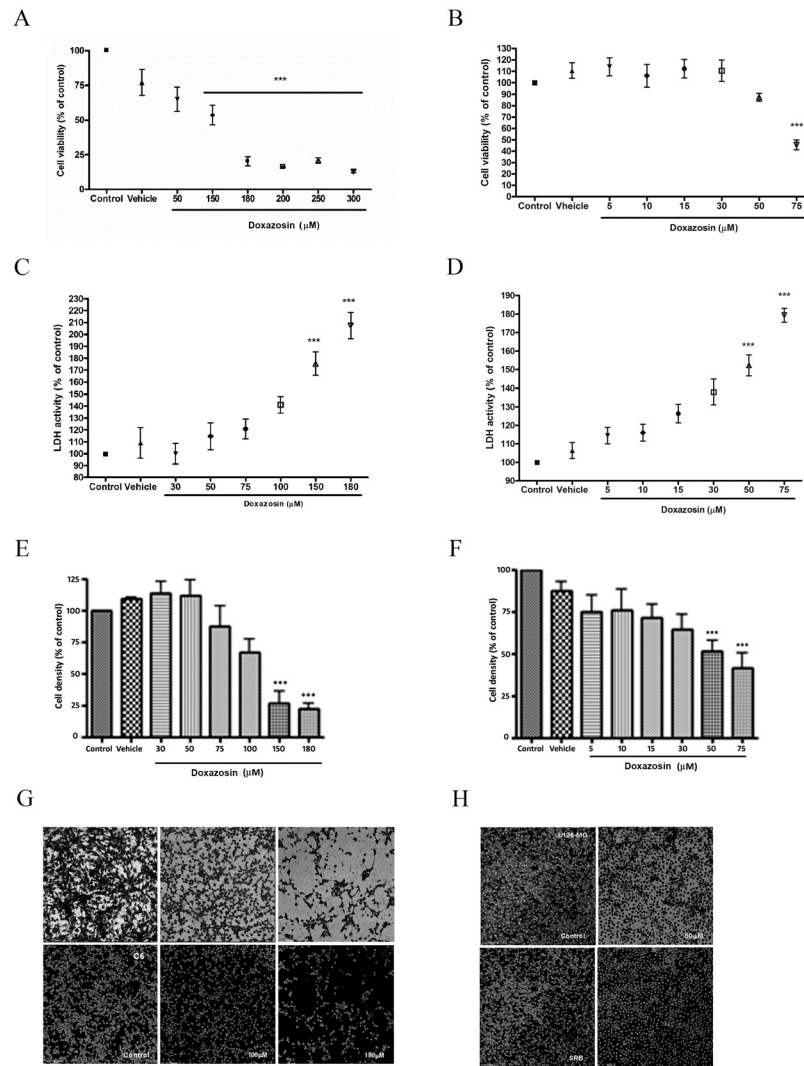 A
Cell viability (% of control)
100
75
50
25
0
***
Control Vehicle 50 150 180 200 250 300
Doxazosin (μM)
B
Cell viability (% of control)
130
120
110
100
90
80
70
60
50
40
30
20
10
0
***
Control Vheicle 5 10 15 30 50 75
Doxazosin (μM)
C
LDH activity (% of control)
230
220
210
200
190
180
170
160
150
140
130
120
110
100
90
80
***
***
Control Vehicle 30 50 75 100 150 180
Doxazosin (μM)
D
LDH activity (% of control)
190
180
170
160
150
140
130
120
110
100
90
***
***
Control Vehicle 5 10 15 30 50 75
Doxazosin (μM)
E
Cell density (% of control)
125
100
75
50
25
0
***
***
Control Vehicle 30 50 75 100 150 180
Doxazosin (μM)
F
Cell density (% of control)
100
75
50
25
0
***
***
Control Vehicle 5 10 15 30 50 75
Doxazosin (μM)
G
C6
Control
100μM
180μM
H
U138-MG
Control
50μM
SRB